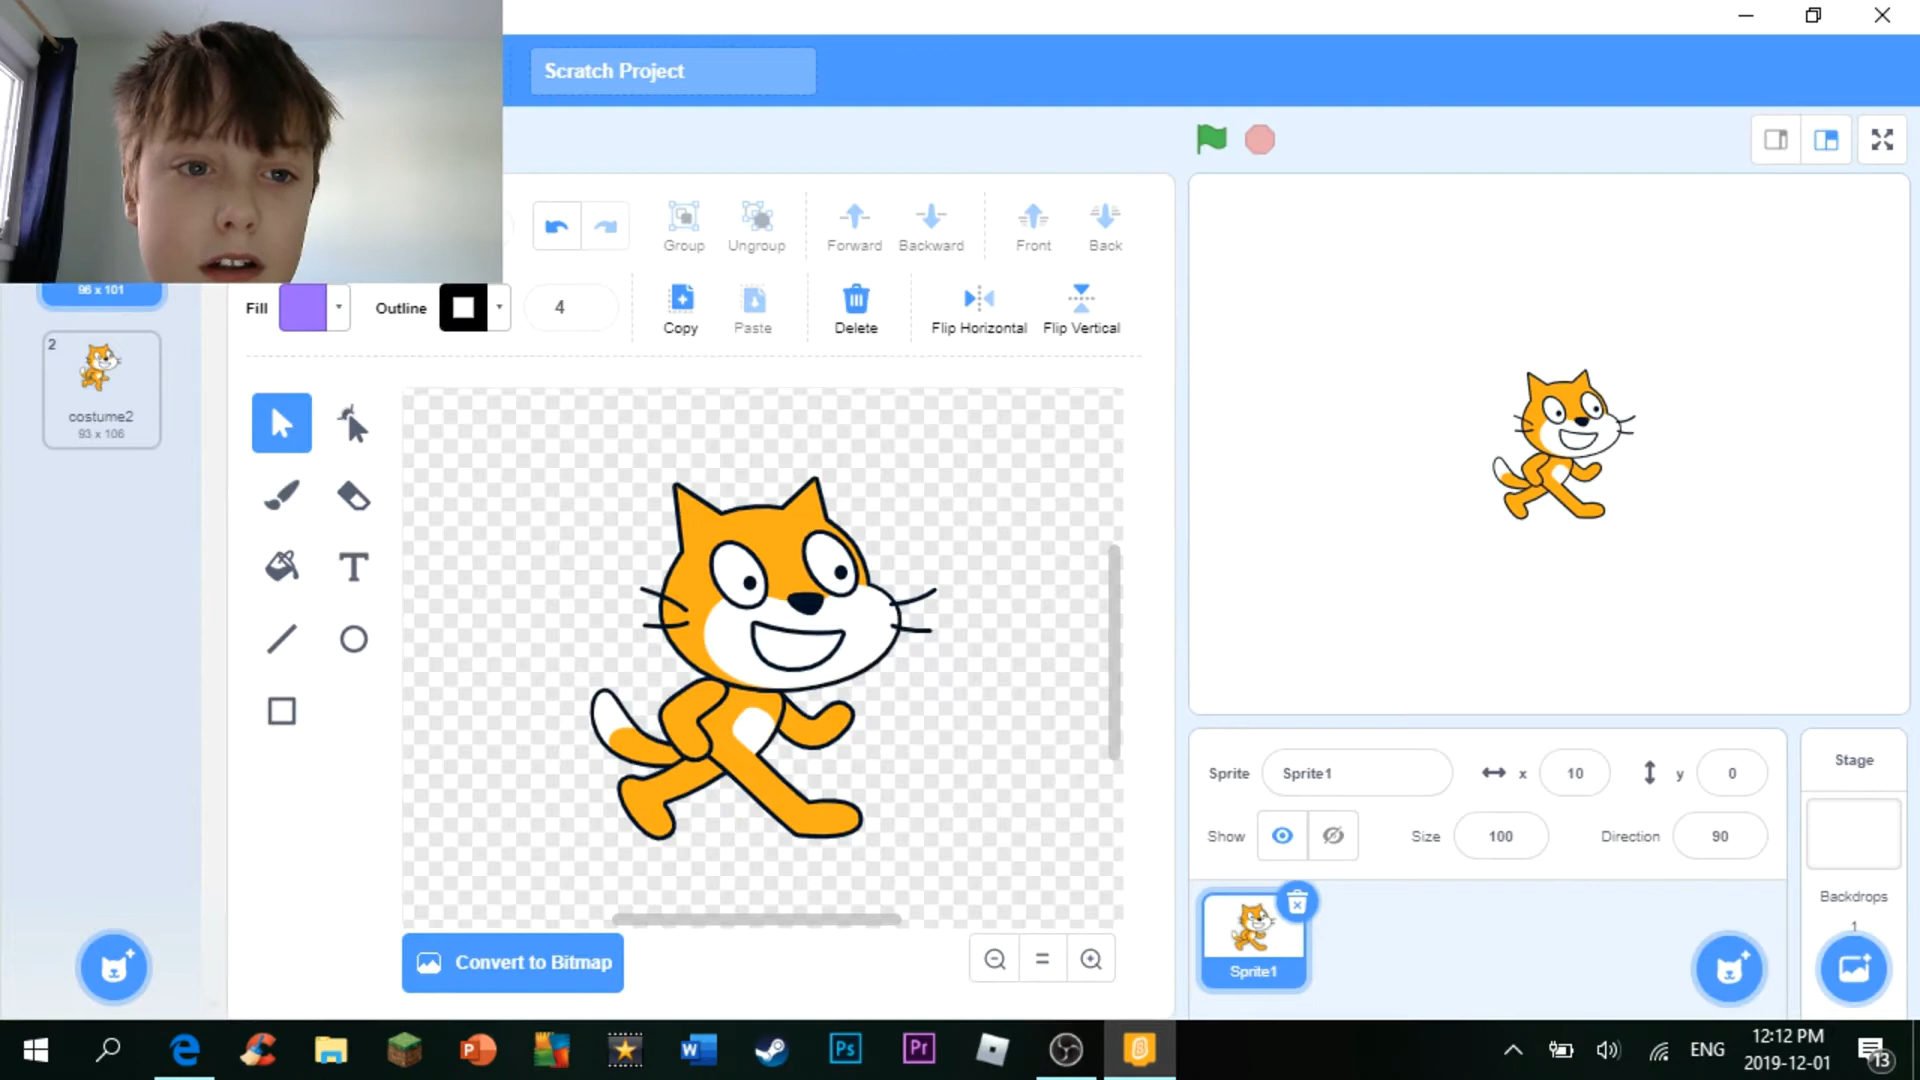 Scratch Project
Group
Ungroup
Forward
Backward
Front
Back
96 x 101
Fill
Outline
4
Copy
Paste
Delete
Flip Horizontal
Flip Vertical
2
costume2
93 x 106
T
Convert to Bitmap
Sprite
Sprite1
x
10
y
0
Show
Size
100
Direction
90
Stage
Sprite1
Backdrops
1
P
W
Ps
Pr
ENG
12:12 PM
2019-12-01
13